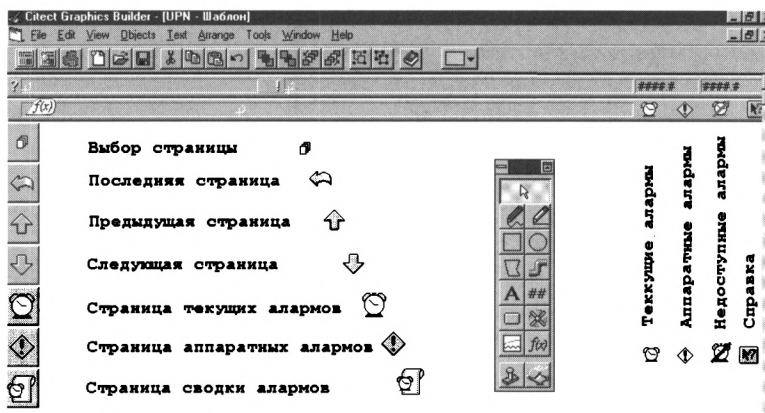 Citect Graphics Builder - [UPN - Шаблон]
File Edit View Objects Text Arrange Tools Window Help
?
!
####.#
####.#
f(x)
Выбор страницы
Последняя страница
Предыдущая страница
Следующая страница
Страница текущих алармов
Страница аппаратных алармов
Страница сводки алармов
A ##
f(x)
Теккущие алармы
Аппаратные алармы
Недоступные алармы
Справка